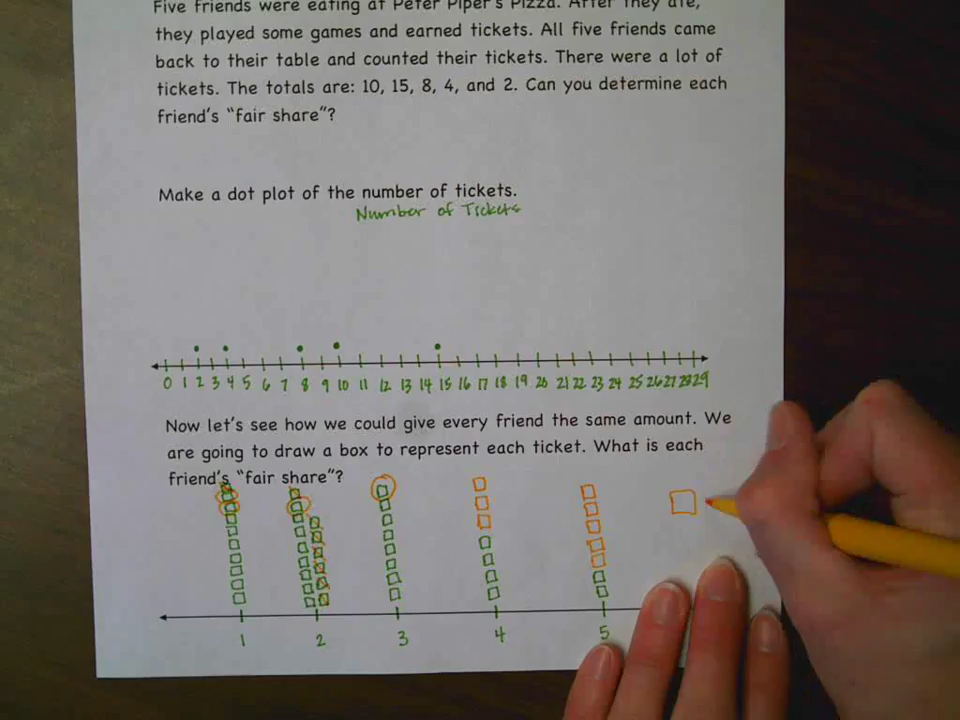 Five friends were eating at Peter Piper's Pizza. After they ate,
they played some games and earned tickets. All five friends came
back to their table and counted their tickets. There were a lot of
tickets. The totals are: 10, 15, 8, 4, and 2. Can you determine each
friend's "fair share"?
Make a dot plot of the number of tickets.
Number of Tickets
0 1 2 3 4 5 6 7 8 9 10 11 12 13 14 15 16 17 18 19 20 21 22 23 24 25 26 27 28 29
Now let's see how we could give every friend the same amount. We
are going to draw a box to represent each ticket. What is each
friend's "fair share"?
1 2 3 4 5